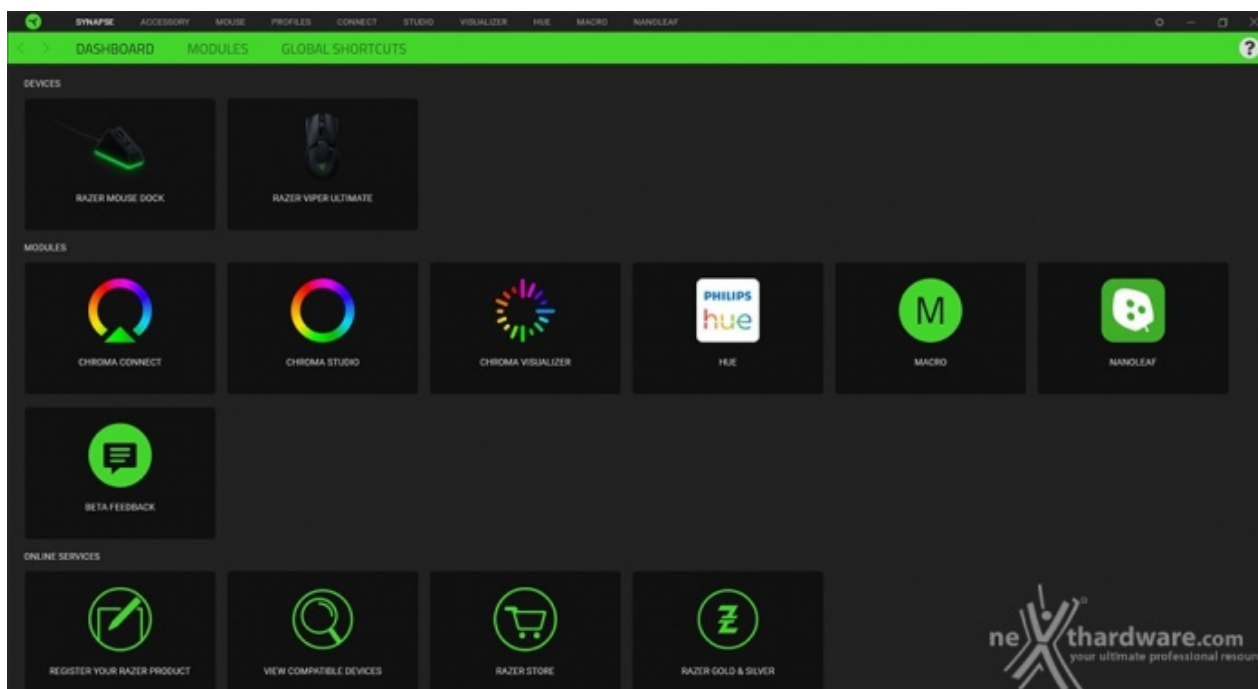 SYNAPSE ACCESSORY MOUSE PROFILES CONNECT STUDIO VISUALIZER HUE MACRO NANOLEAF
DASHBOARD MODULES GLOBAL SHORTCUTS ?
DEVICES
RAZER MOUSE DOCK RAZER VIPER ULTIMATE
MODULES
PHILIPS
hue
M
CHROMA CONNECT CHROMA STUDIO CHROMA VISUALIZER HUE MACRO NANOLEAF
BETA FEEDBACK
ONLINE SERVICES
REGISTER YOUR RAZER PRODUCT VIEW COMPATIBLE DEVICES RAZER STORE RAZER GOLD & SILVER
neXthardware.com
your ultimate professional resour